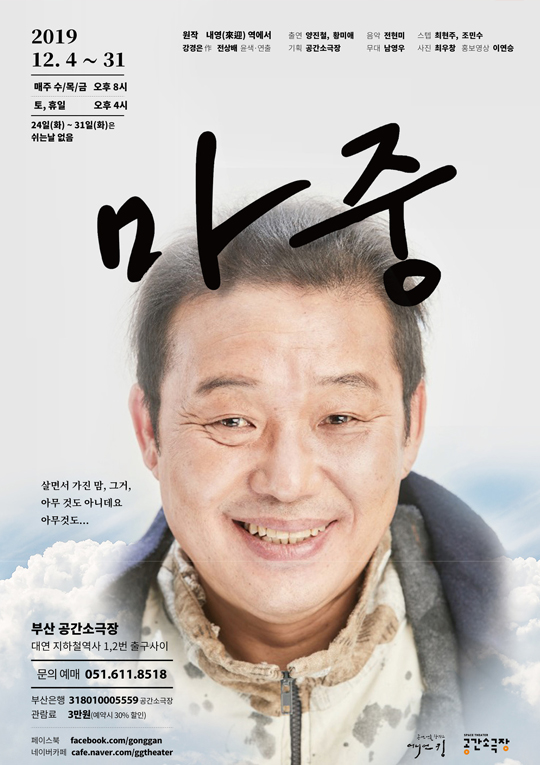 2019
12. 4 ~ 31
매주 수/목/금 오후 8시
토, 휴일 오후 4시
24일(화) ~ 31일(화)은
쉬는날 없음
원작 내영(來迎) 역에서 출연 양진철, 황미애 음악 전현미 스텝 최현주, 조민수
강경은 作 전상배 윤색·연출 기획 공간소극장 무대 남영우 사진 최우창 홍보영상 이연승
마중
살면서 가진 맘, 그거,
아무 것도 아니데요
아무것도...
부산 공간소극장
대연 지하철역사 1,2번 출구사이
문의 예매 051.611.8518
부산은행 318010005559 공간소극장
관람료 3만원(예약시 30% 할인)
페이스북 facebook.com/gonggan
네이버카페 cafe.naver.com/ggtheater
SPACE THEATER
공간소극장